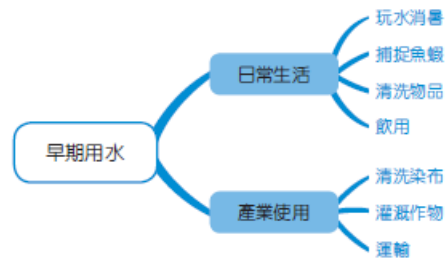 早期用水
日常生活
玩水消暑
捕捉魚蝦
清洗物品
飲用
產業使用
清洗染布
灌溉作物
運輸